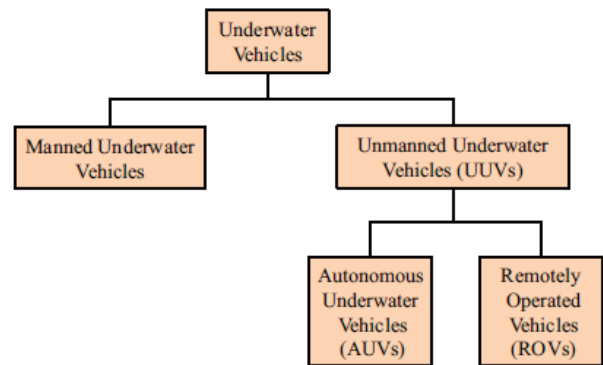 Underwater
Vehicles
Manned Underwater
Vehicles
Unmanned Underwater
Vehicles (UUVs)
Autonomous
Underwater
Vehicles
(AUVs)
Remotely
Operated
Vehicles
(ROVs)